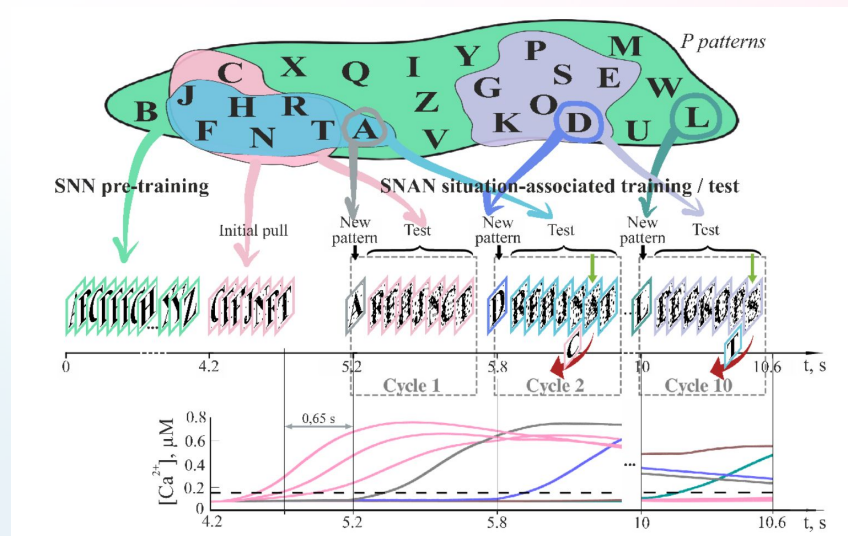 P patterns
C X Q I Y P M
B J H R Z G S E W
F N T A V K O D U L
SNN pre-training
SNAN situation-associated training / test
Initial pull
New pattern
Test
New pattern
Test
New pattern
Test
A
D
L
...
...
C
T
0
4.2
5.2
5.8
10
10.6
t, s
Cycle 1
Cycle 2
Cycle 10
[Ca2+], μM
0.8
0.6
0.4
0.2
0
0,65 s
...
4.2
5.2
5.8
10
10.6
t, s